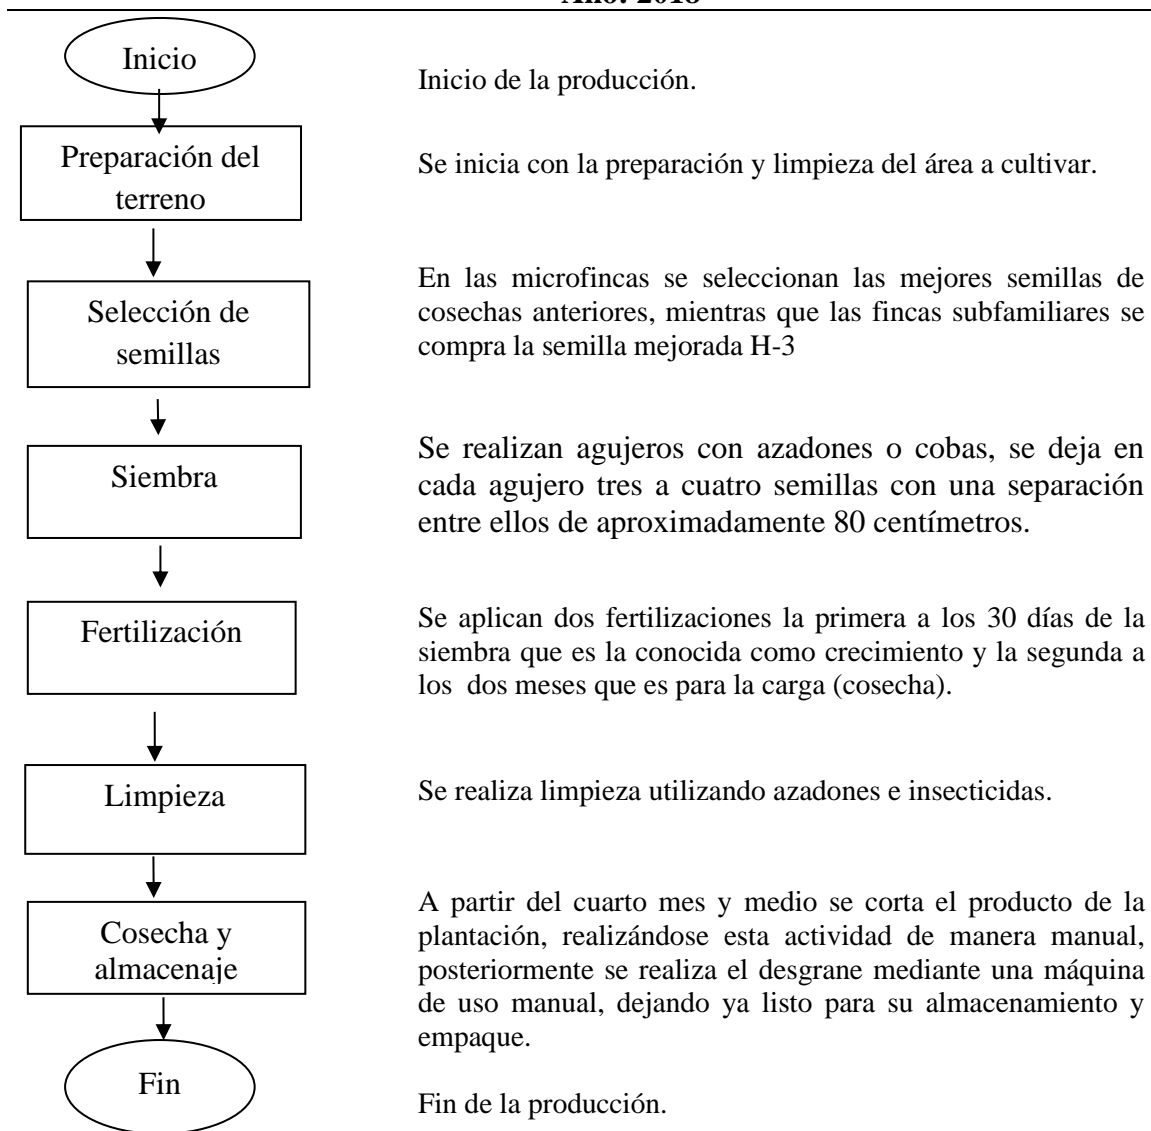 Año: 2018
Inicio
Inicio de la producción.
Preparación del
terreno
Se inicia con la preparación y limpieza del área a cultivar.
Selección de
semillas
En las microfincas se seleccionan las mejores semillas de
cosechas anteriores, mientras que las fincas subfamiliares se
compra la semilla mejorada H-3
Siembra
Se realizan agujeros con azadones o cobas, se deja en
cada agujero tres a cuatro semillas con una separación
entre ellos de aproximadamente 80 centímetros.
Fertilización
Se aplican dos fertilizaciones la primera a los 30 días de la
siembra que es la conocida como crecimiento y la segunda a
los dos meses que es para la carga (cosecha).
Limpieza
Se realiza limpieza utilizando azadones e insecticidas.
Cosecha y
almacenaje
A partir del cuarto mes y medio se corta el producto de la
plantación, realizándose esta actividad de manera manual,
posteriormente se realiza el desgrane mediante una máquina
de uso manual, dejando ya listo para su almacenamiento y
empaque.
Fin
Fin de la producción.